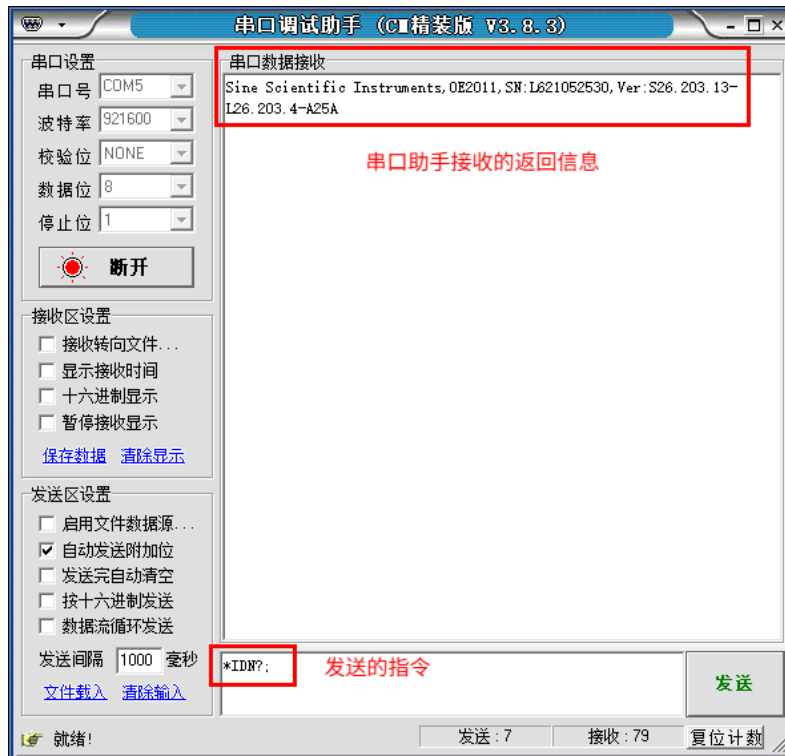 串口调试助手 (CM精装版 V3.8.3)
串口设置
串口号 COM5
波特率 921600
校验位 NONE
数据位 8
停止位 1
断开
接收区设置
接收转向文件...
显示接收时间
十六进制显示
暂停接收显示
保存数据 清除显示
发送区设置
启用文件数据源...
自动发送附加位
发送完自动清空
按十六进制发送
数据流循环发送
发送间隔 1000 毫秒
文件载入 清除输入
串口数据接收
Sine Scientific Instruments,OE2011,SN:L621052530,Ver:S26.203.13-
L26.203.4-A25A
串口助手接收的返回信息
*IDN?; 发送的指令
发送
就绪! 发送:7 接收:79 复位计数